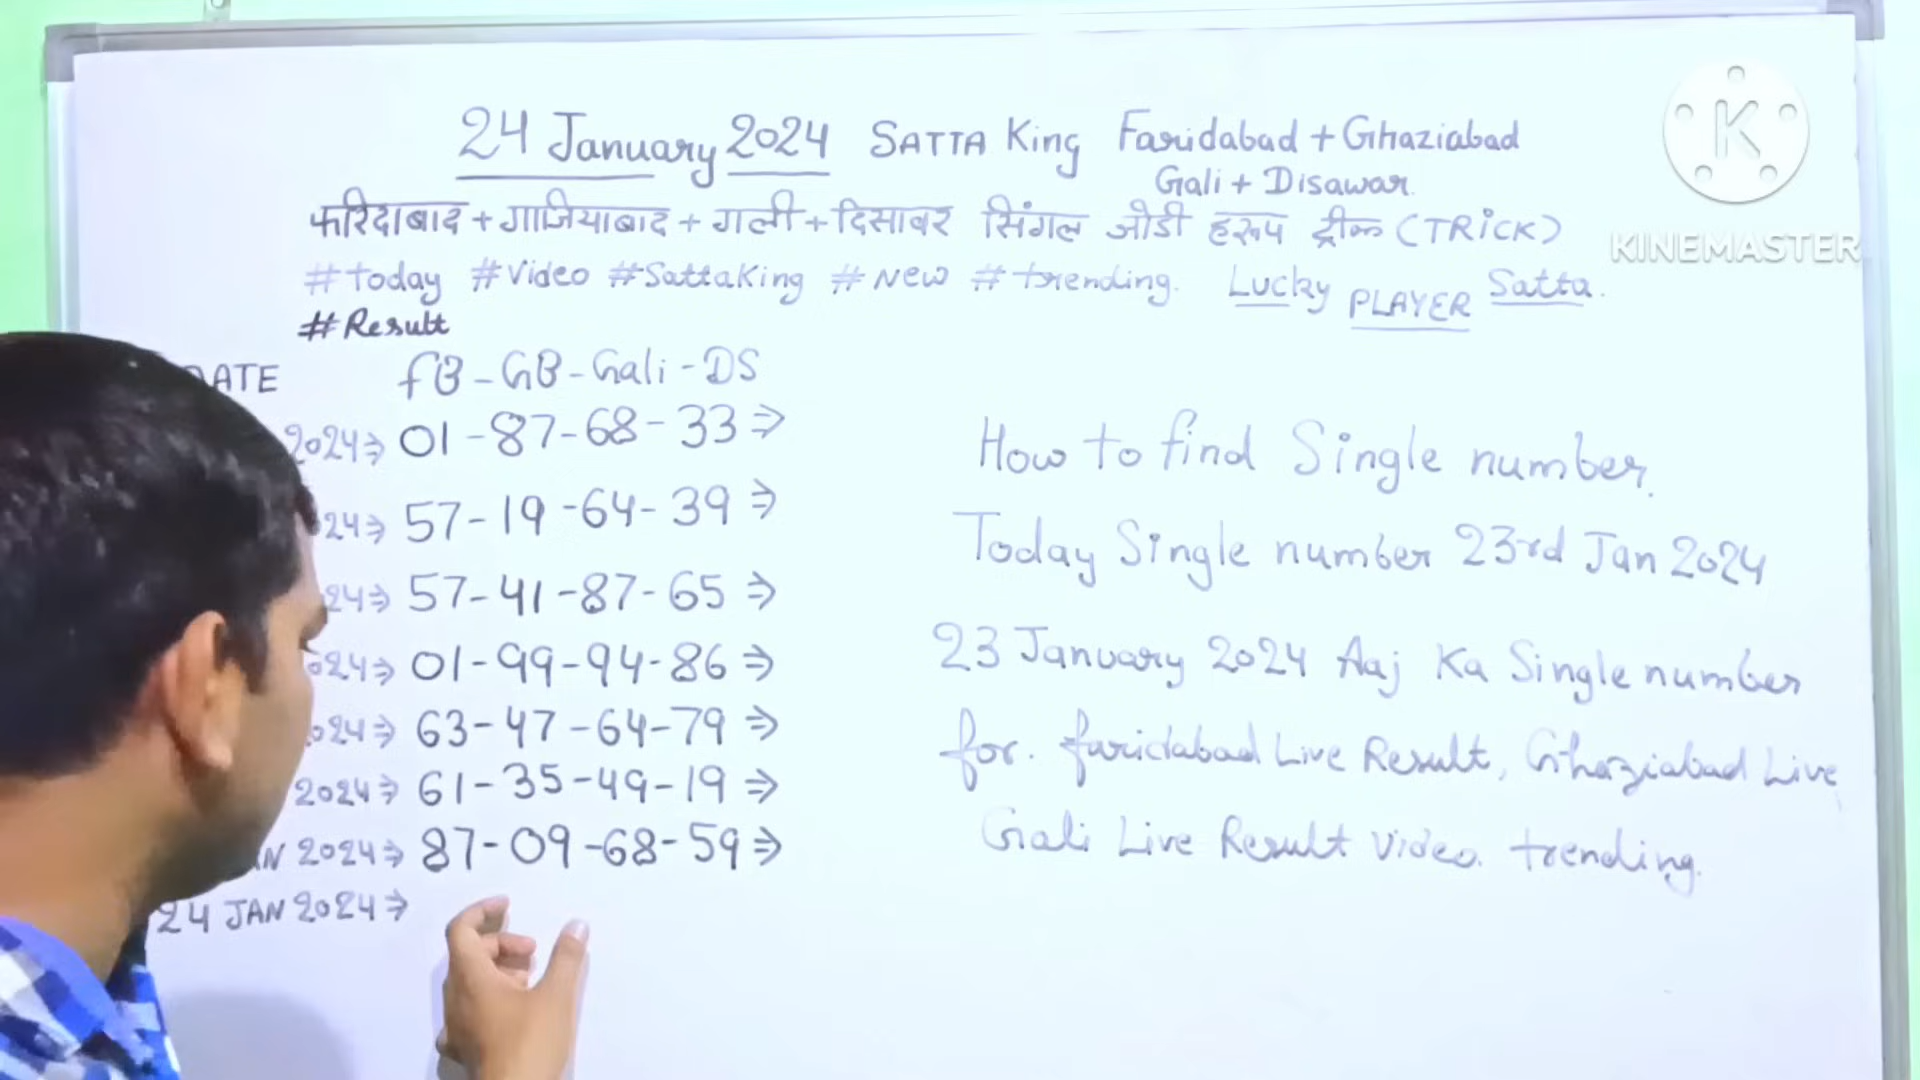 24 January 2024 SATTA King Faridabad + Ghaziabad
Gali + Disawar.
फरिदाबाद + गाजियाबाद + गली + दिसावर सिंगल जोडी हरूप ट्रीक (TRiCK)
#Today #Video #SattaKing #New #trending. Lucky PLAYER Satta.
#Result
DATE fB - GB - Gali - DS
2024⇒ 01 - 87 - 68 - 33 ⇒
24⇒ 57 - 19 - 64 - 39 ⇒
24⇒ 57 - 41 - 87 - 65 ⇒
024⇒ 01 - 99 - 94 - 86 ⇒
024⇒ 63 - 47 - 64 - 79 ⇒
2024⇒ 61 - 35 - 49 - 19 ⇒
AN 2024⇒ 87 - 09 - 68 - 59 ⇒
24 JAN 2024⇒
How to find Single number.
Today Single number 23rd Jan 2024
23 January 2024 Aaj Ka Single number
for. faridabad Live Result, Ghaziabad Live
Gali Live Result Video. trending.
K
KINEMASTER